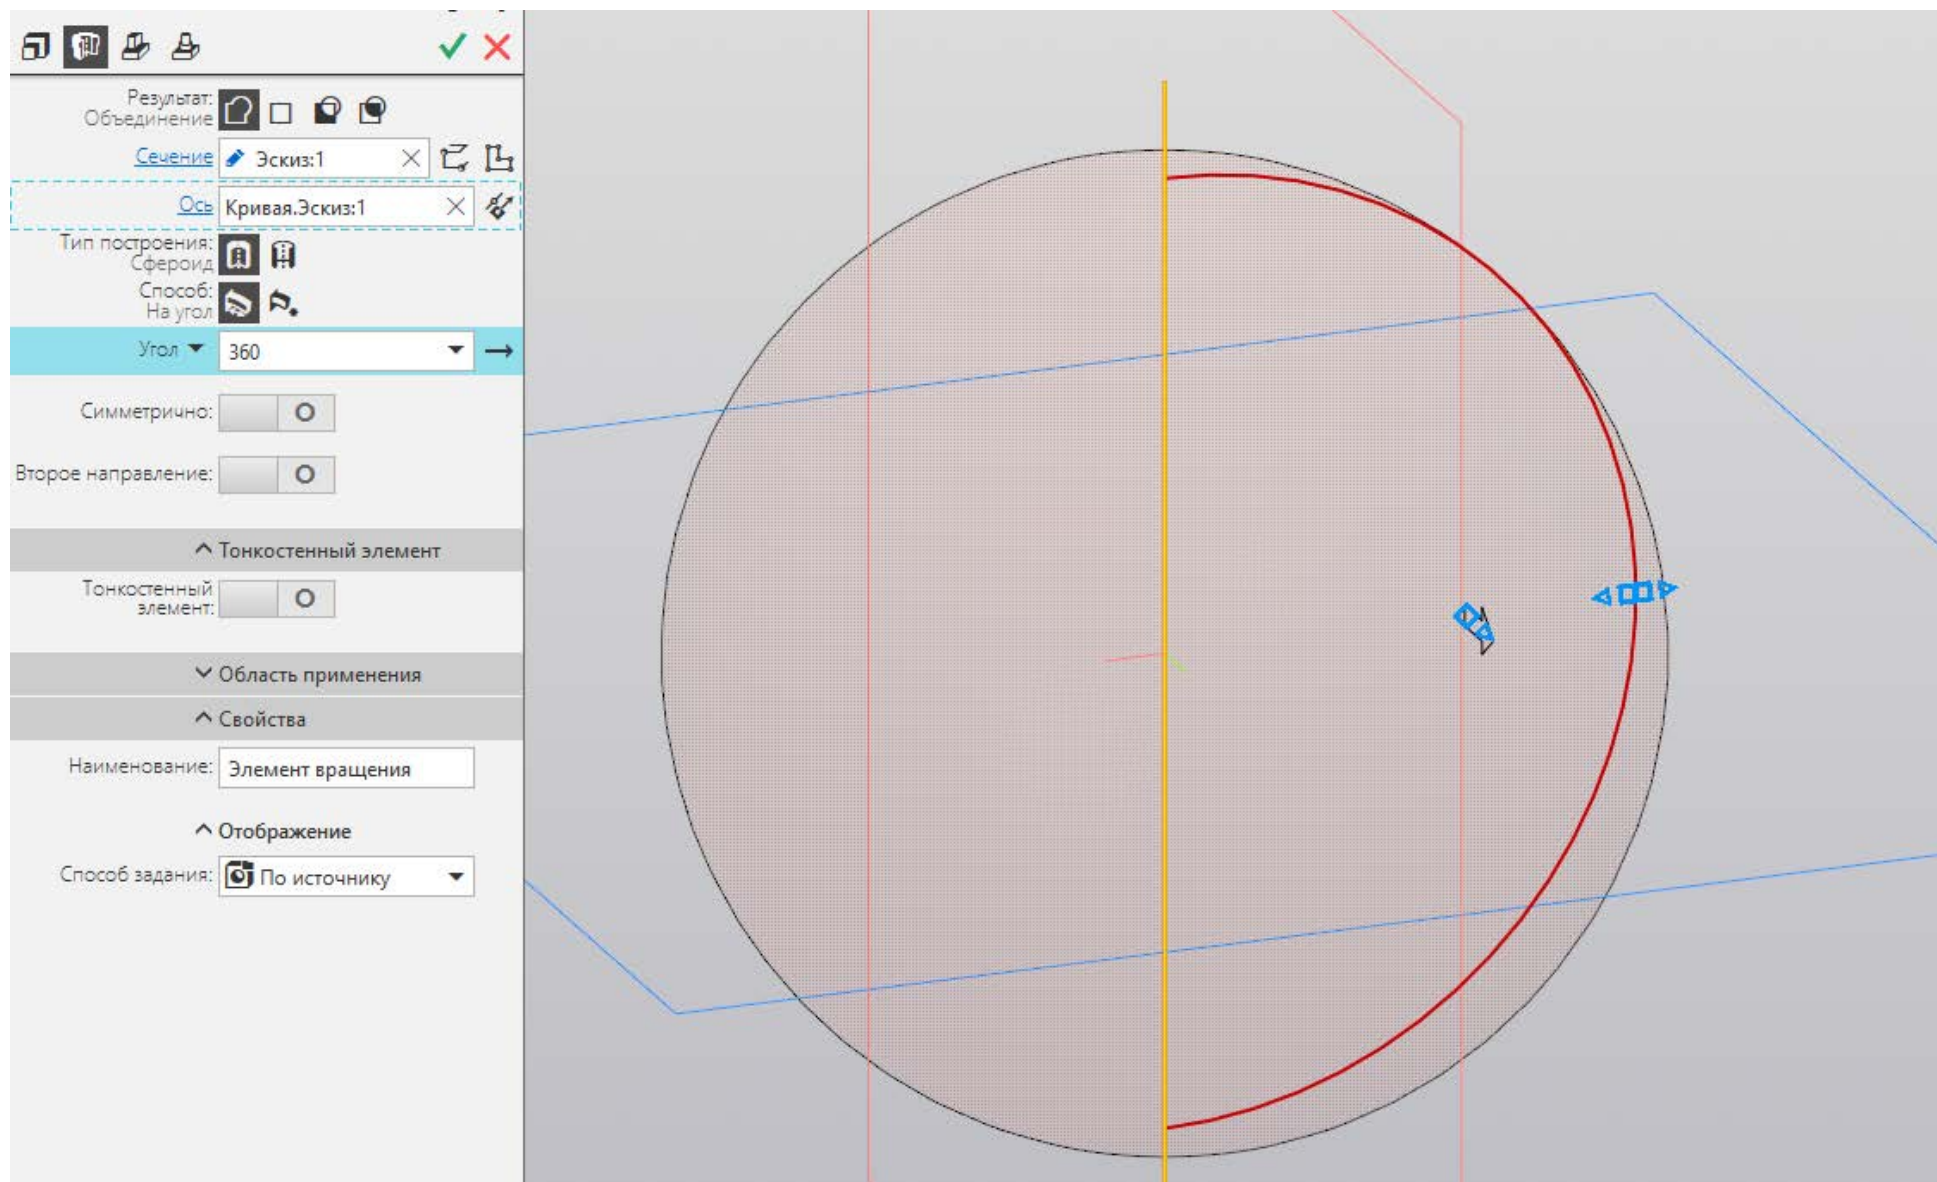 Результат:
Объединение
Сечение Эскиз:1
Ось Кривая.Эскиз:1
Тип построения:
Сфероид
Способ:
На угол
Угол 360
Симметрично:
Второе направление:
Тонкостенный элемент
Тонкостенный
элемент:
Область применения
Свойства
Наименование: Элемент вращения
Отображение
Способ задания: По источнику